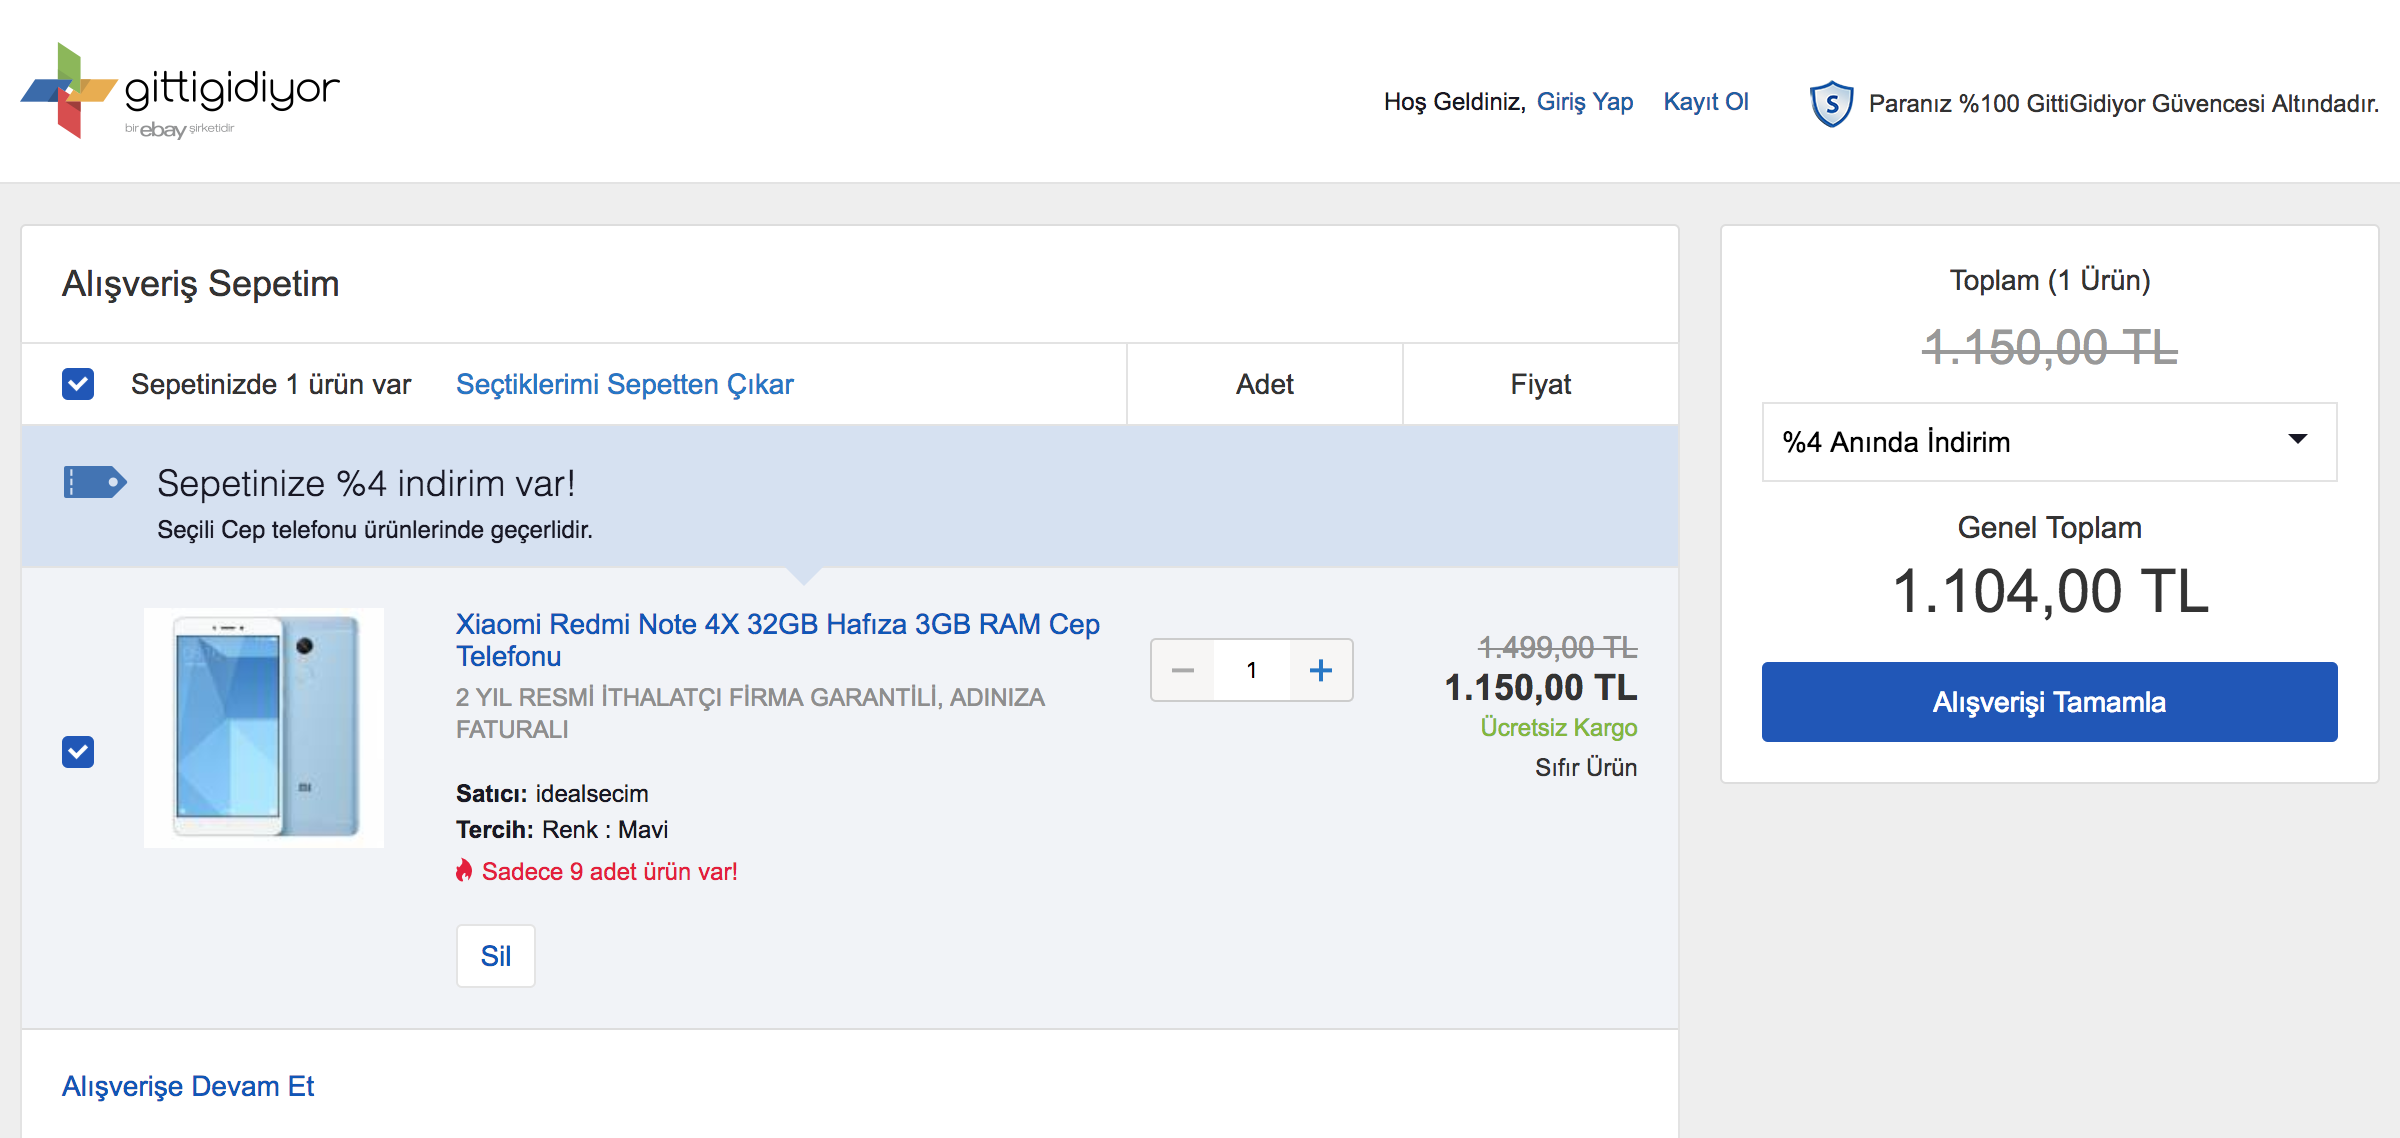 gittigidiyor
bir ebay şirketidir
Hoş Geldiniz, Giriş Yap Kayıt Ol
Paranız %100 GittiGidiyor Güvencesi Altındadır.
Alışveriş Sepetim
Sepetinizde 1 ürün var Seçtiklerimi Sepetten Çıkar Adet Fiyat
Sepetinize %4 indirim var!
Seçili Cep telefonu ürünlerinde geçerlidir.
Xiaomi Redmi Note 4X 32GB Hafıza 3GB RAM Cep
Telefonu
2 YIL RESMİ İTHALATÇI FİRMA GARANTİLİ, ADINIZA
FATURALI
Satıcı: idealsecim
Tercih: Renk : Mavi
Sadece 9 adet ürün var!
Sil
1
1.499,00 TL
1.150,00 TL
Ücretsiz Kargo
Sıfır Ürün
Alışverişe Devam Et
Toplam (1 Ürün)
1.150,00 TL
%4 Anında İndirim
Genel Toplam
1.104,00 TL
Alışverişi Tamamla